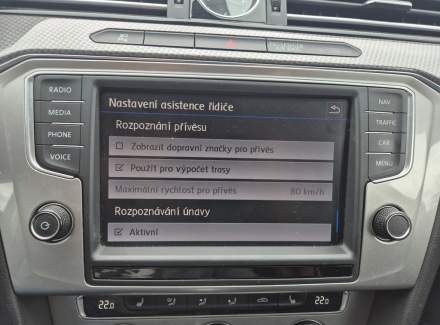 RADIO
MEDIA
PHONE
VOICE
Nastavení asistence řidiče
Rozpoznání přívěsu
Zobrazit dopravní značky pro přívěs
Použít pro výpočet trasy
Maximální rychlost pro přívěs 80 km/h
Rozpoznávání únavy
Aktivní
NAV
TRAFFIC
CAR
MENU
22.0
22.0